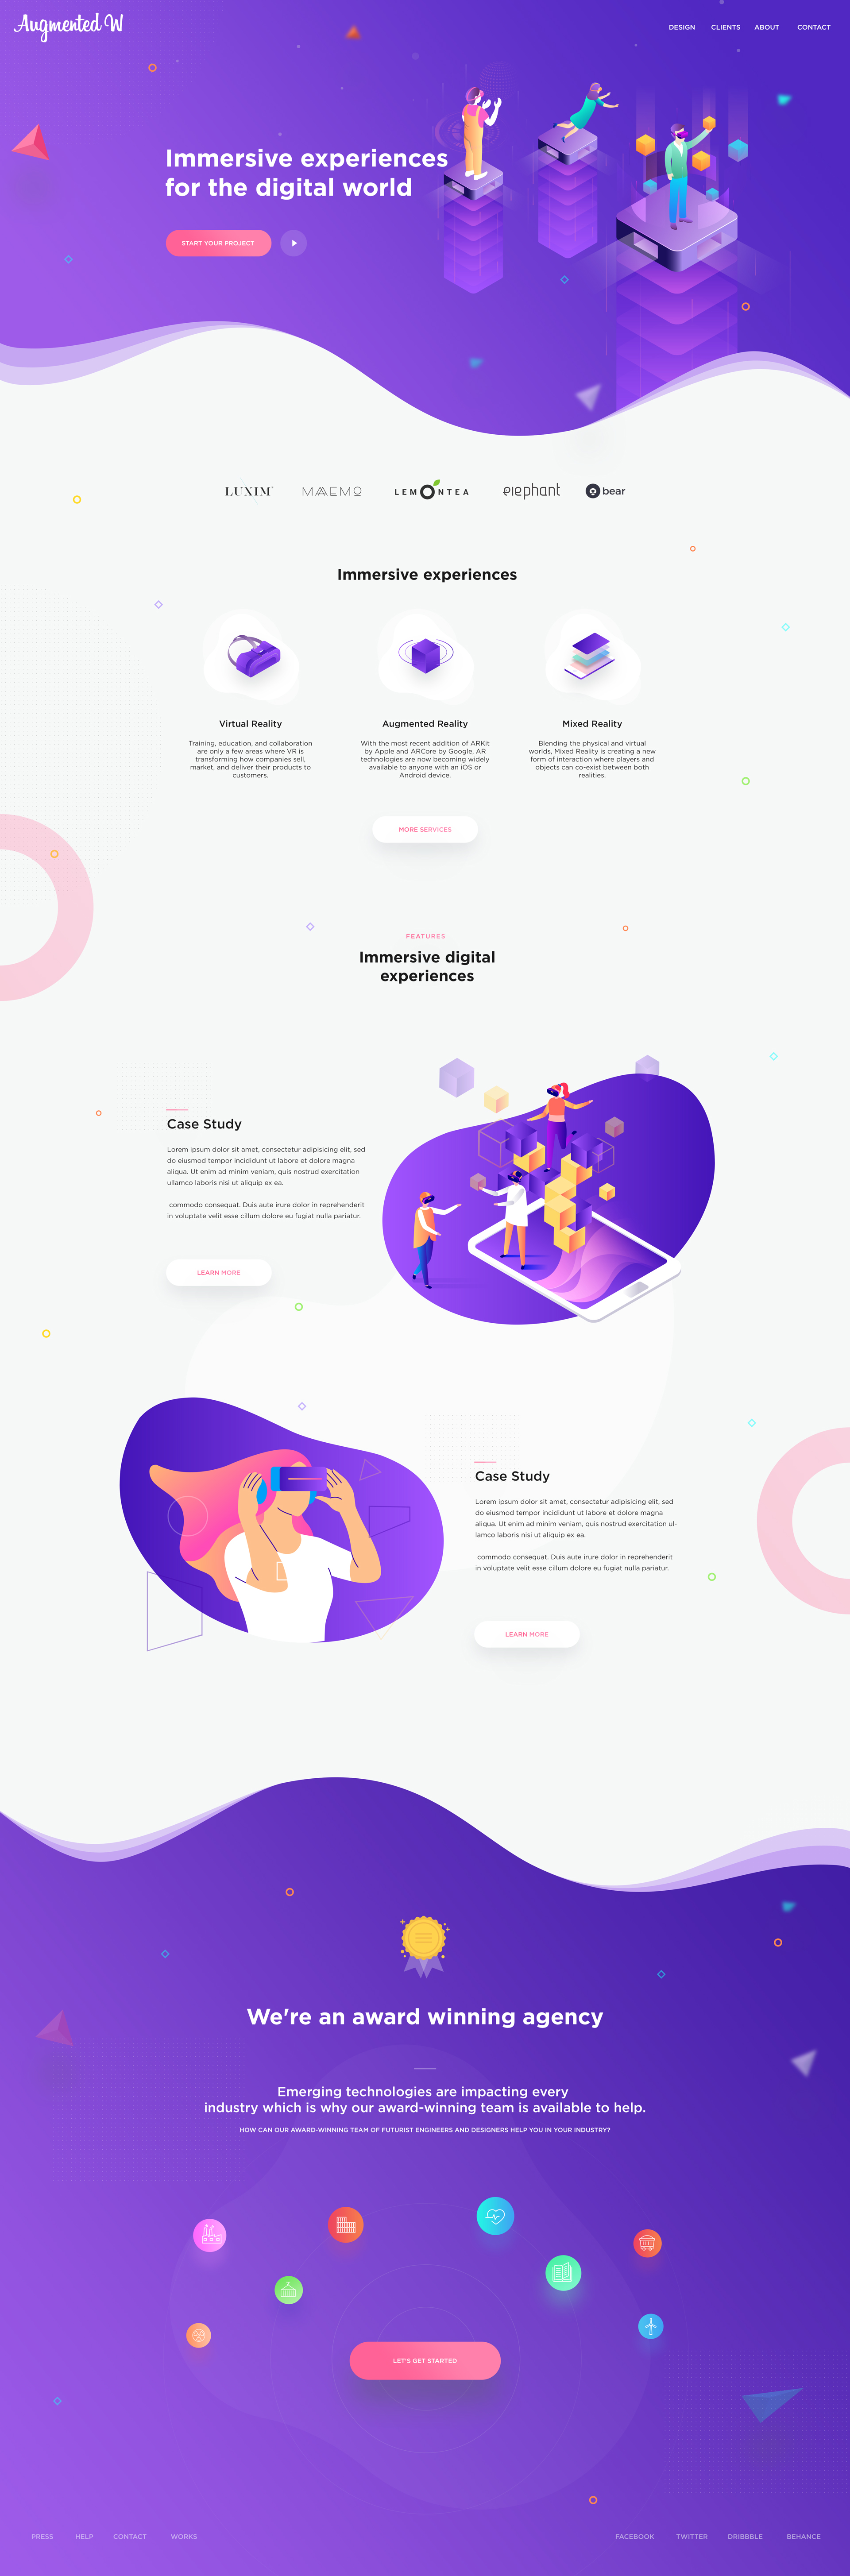 Augmented W
DESIGN CLIENTS ABOUT CONTACT
Immersive experiences
for the digital world
START YOUR PROJECT
LUXIM
MAAEMO
LEMONTEA
elephant
bear
Immersive experiences
Virtual Reality
Training, education, and collaboration
are only a few areas where VR is
transforming how companies sell,
market, and deliver their products to
customers.
Augmented Reality
With the most recent addition of ARKit
by Apple and ARCore by Google, AR
technologies are now becoming widely
available to anyone with an iOS or
Android device.
Mixed Reality
Blending the physical and virtual
worlds, Mixed Reality is creating a new
form of interaction where players and
objects can co-exist between both
realities.
MORE SERVICES
FEATURES
Immersive digital
experiences
Case Study
Lorem ipsum dolor sit amet, consectetur adipisicing elit, sed
do eiusmod tempor incididunt ut labore et dolore magna
aliqua. Ut enim ad minim veniam, quis nostrud exercitation
ullamco laboris nisi ut aliquip ex ea.
commodo consequat. Duis aute irure dolor in reprehenderit
in voluptate velit esse cillum dolore eu fugiat nulla pariatur.
LEARN MORE
Case Study
Lorem ipsum dolor sit amet, consectetur adipisicing elit, sed
do eiusmod tempor incididunt ut labore et dolore magna
aliqua. Ut enim ad minim veniam, quis nostrud exercitation ul-
lamco laboris nisi ut aliquip ex ea.
commodo consequat. Duis aute irure dolor in reprehenderit
in voluptate velit esse cillum dolore eu fugiat nulla pariatur.
LEARN MORE
We're an award winning agency
Emerging technologies are impacting every
industry which is why our award-winning team is available to help.
HOW CAN OUR AWARD-WINNING TEAM OF FUTURIST ENGINEERS AND DESIGNERS HELP YOU IN YOUR INDUSTRY?
LET'S GET STARTED
PRESS HELP CONTACT WORKS
FACEBOOK TWITTER DRIBBBLE BEHANCE